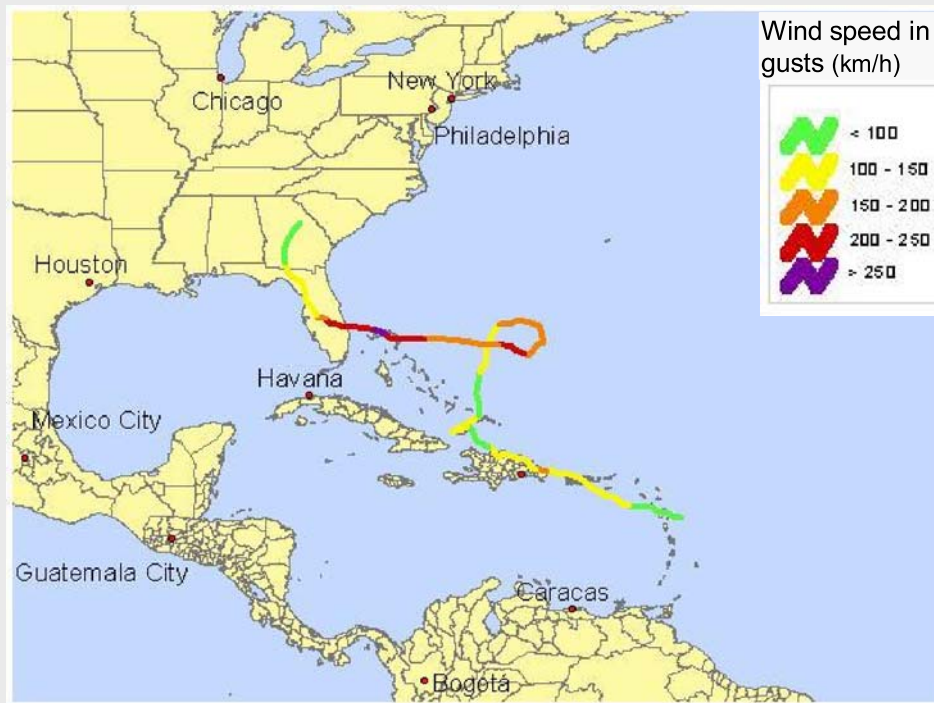 Wind speed in
gusts (km/h)
< 100
100 - 150
150 - 200
200 - 250
> 250
New York
Chicago
Philadelphia
Houston
Havana
Mexico City
Guatemala City
Caracas
Bogotá